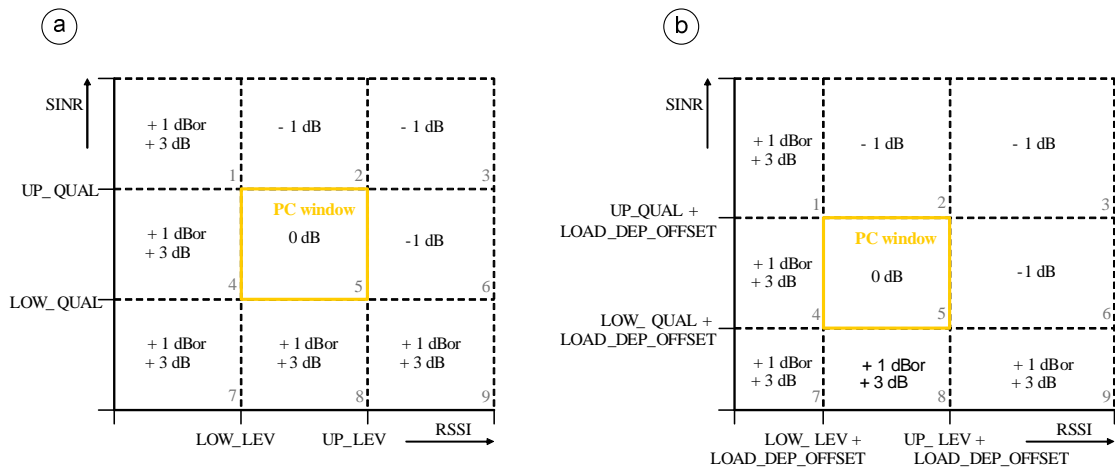 a
SINR
+ 1 dBor
+ 3 dB
- 1 dB
- 1 dB
1
2
3
UP_ QUAL
PC window
+ 1 dBor
+ 3 dB
0 dB
-1 dB
4
5
6
LOW_ QUAL
+ 1 dBor
+ 3 dB
+ 1 dBor
+ 3 dB
+ 1 dBor
+ 3 dB
7
8
9
LOW_LEV
UP_LEV
RSSI
b
SINR
+ 1 dBor
+ 3 dB
- 1 dB
- 1 dB
1
2
3
UP_QUAL +
LOAD_DEP_OFFSET
PC window
+ 1 dBor
+ 3 dB
0 dB
-1 dB
4
5
6
LOW_ QUAL +
LOAD_DEP_OFFSET
+ 1 dBor
+ 3 dB
+ 1 dBor
+ 3 dB
+ 1 dBor
+ 3 dB
7
8
9
LOW_ LEV +
LOAD_DEP_OFFSET
UP_ LEV +
LOAD_DEP_OFFSET
RSSI